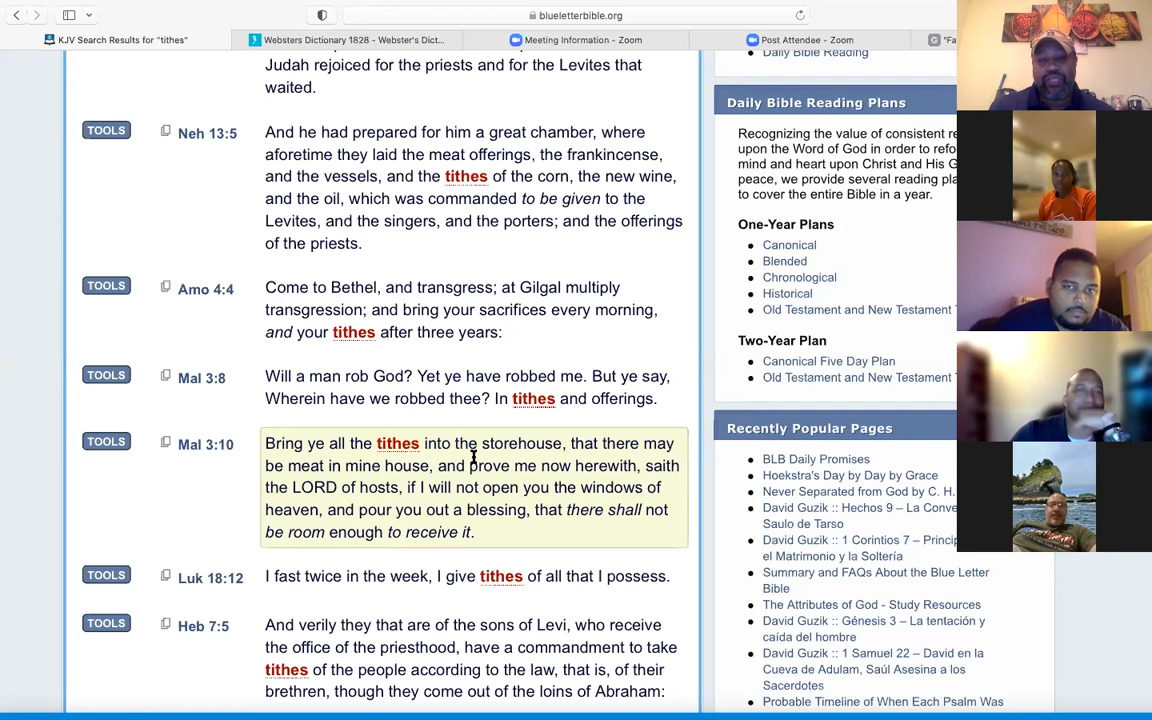 blueletterbible.org
KJV Search Results for "tithes"
Websters Dictionary 1828 - Webster's Dict...
Meeting Information - Zoom
Post Attendee - Zoom
G
"Fa
Judah rejoiced for the priests and for the Levites that
waited.
TOOLS
Neh 13:5
And he had prepared for him a great chamber, where
aforetime they laid the meat offerings, the frankincense,
and the vessels, and the tithes of the corn, the new wine,
and the oil, which was commanded to be given to the
Levites, and the singers, and the porters; and the offerings
of the priests.
TOOLS
Amo 4:4
Come to Bethel, and transgress; at Gilgal multiply
transgression; and bring your sacrifices every morning,
and your tithes after three years:
TOOLS
Mal 3:8
Will a man rob God? Yet ye have robbed me. But ye say,
Wherein have we robbed thee? In tithes and offerings.
TOOLS
Mal 3:10
Bring ye all the tithes into the storehouse, that there may
be meat in mine house, and prove me now herewith, saith
the LORD of hosts, if I will not open you the windows of
heaven, and pour you out a blessing, that there shall not
be room enough to receive it.
TOOLS
Luk 18:12
I fast twice in the week, I give tithes of all that I possess.
TOOLS
Heb 7:5
And verily they that are of the sons of Levi, who receive
the office of the priesthood, have a commandment to take
tithes of the people according to the law, that is, of their
brethren, though they come out of the loins of Abraham:
Daily Bible Reading
Daily Bible Reading Plans
Recognizing the value of consistent re
upon the Word of God in order to refo
mind and heart upon Christ and His G
peace, we provide several reading pla
to cover the entire Bible in a year.
One-Year Plans
Canonical
Blended
Chronological
Historical
Old Testament and New Testament
Two-Year Plan
Canonical Five Day Plan
Old Testament and New Testament
Recently Popular Pages
BLB Daily Promises
Hoekstra's Day by Day by Grace
Never Separated from God by C. H.
David Guzik :: Hechos 9 – La Conve
Saulo de Tarso
David Guzik :: 1 Corintios 7 – Princip
el Matrimonio y la Soltería
Summary and FAQs About the Blue Letter
Bible
The Attributes of God - Study Resources
David Guzik :: Génesis 3 – La tentación y
caída del hombre
David Guzik :: 1 Samuel 22 – David en la
Cueva de Adulam, Saúl Asesina a los
Sacerdotes
Probable Timeline of When Each Psalm Was